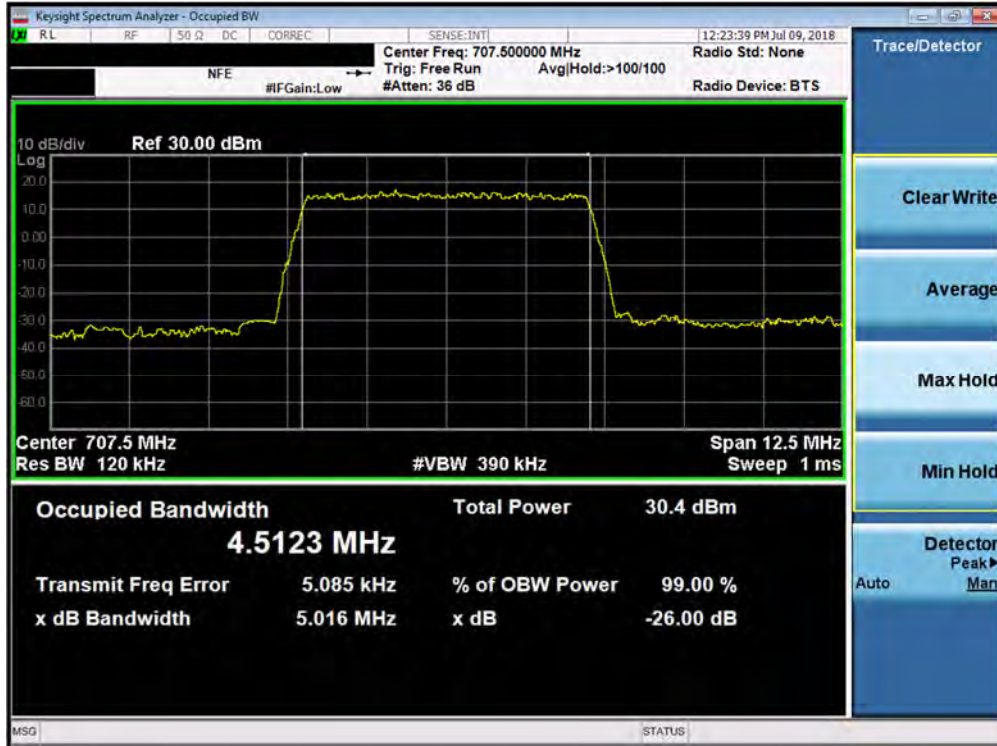 Keysight Spectrum Analyzer - Occupied BW
LXI RL RF 50 Ω DC CORREC SENSE:INT 12:23:39 PM Jul 09, 2018
Center Freq: 707.500000 MHz Radio Std: None
NFE Trig: Free Run Avg|Hold:>100/100
#IFGain:Low #Atten: 36 dB Radio Device: BTS
10 dB/div Ref 30.00 dBm
Log
20.0
10.0
0.00
-10.0
-20.0
-30.0
-40.0
-50.0
-60.0
Center 707.5 MHz Span 12.5 MHz
Res BW 120 kHz #VBW 390 kHz Sweep 1 ms
Occupied Bandwidth Total Power 30.4 dBm
4.5123 MHz
Transmit Freq Error 5.085 kHz % of OBW Power 99.00 %
x dB Bandwidth 5.016 MHz x dB -26.00 dB
MSG STATUS
Trace/Detector
Clear Write
Average
Max Hold
Min Hold
Detector
Peak▶
Auto Man